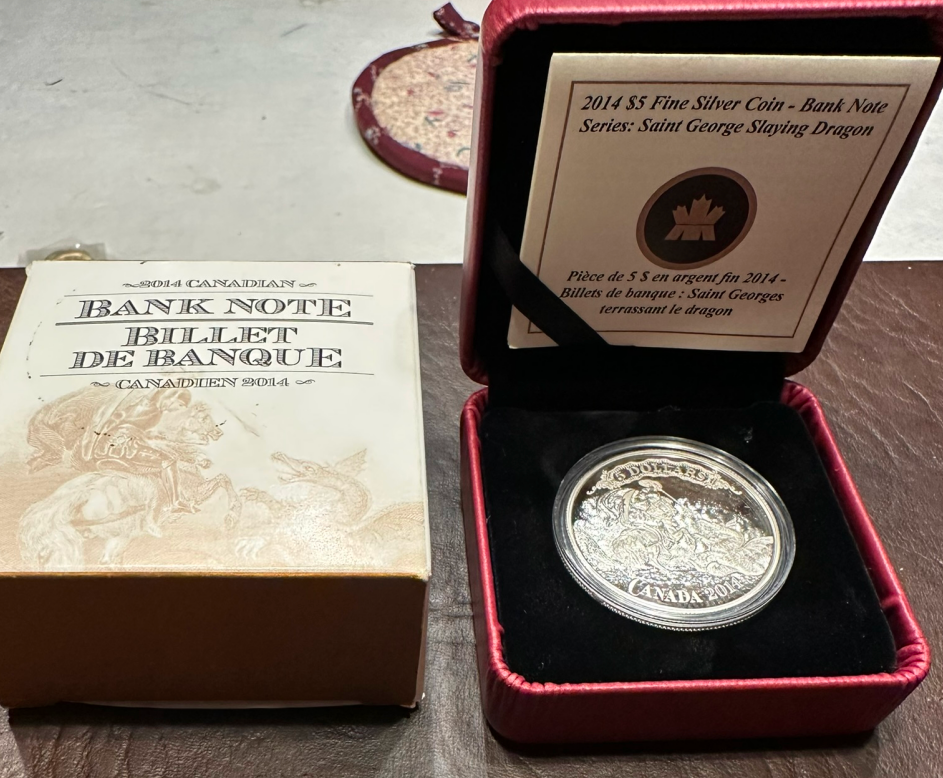 2014 CANADIAN
BANK NOTE
BILLET
DE BANQUE
CANADIEN 2014
2014 $5 Fine Silver Coin - Bank Note
Series: Saint George Slaying Dragon
Pièce de 5 $ en argent fin 2014 -
Billets de banque : Saint Georges
terrassant le dragon
5 DOLLARS
CANADA 2014